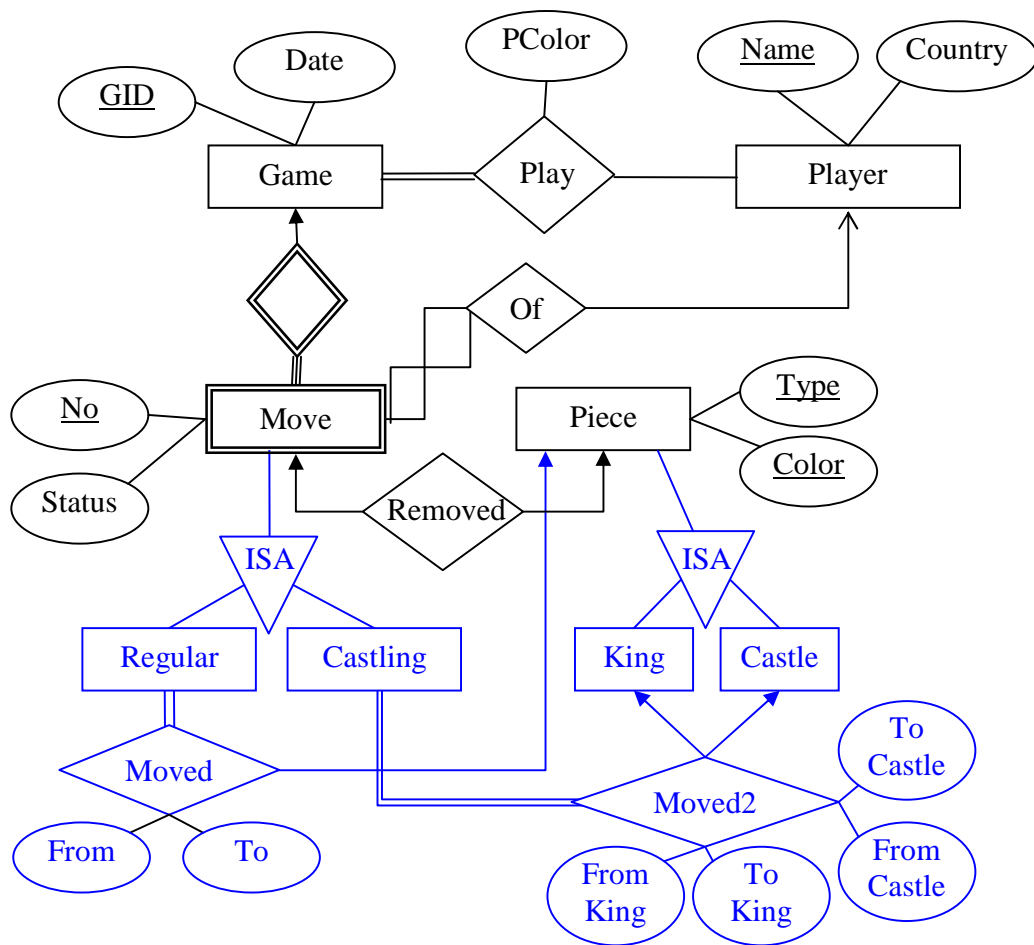 PColor
Name
Country
Date
GID
Game
Play
Player
Of
No
Move
Piece
Type
Color
Status
Removed
ISA
ISA
Regular
Castling
King
Castle
To
Castle
Moved
Moved2
From
To
From
King
To
King
From
Castle